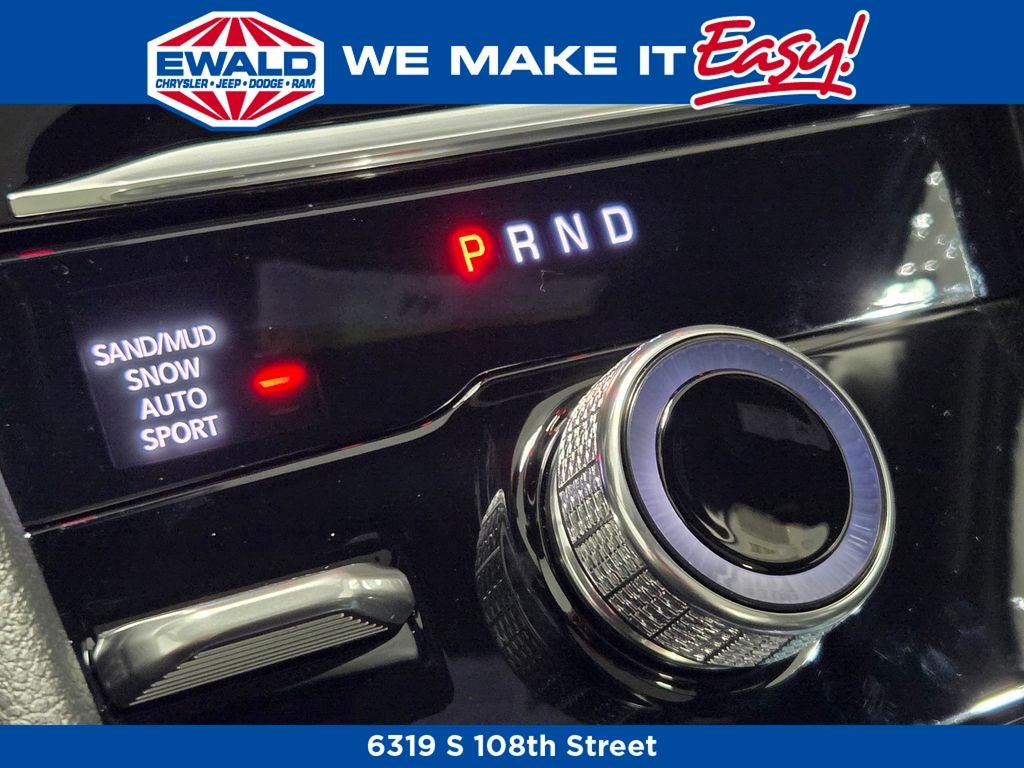 EWALD
CHRYSLER • JEEP • DODGE • RAM
WE MAKE IT Easy!
P R N D
SAND/MUD
SNOW
AUTO
SPORT
6319 S 108th Street